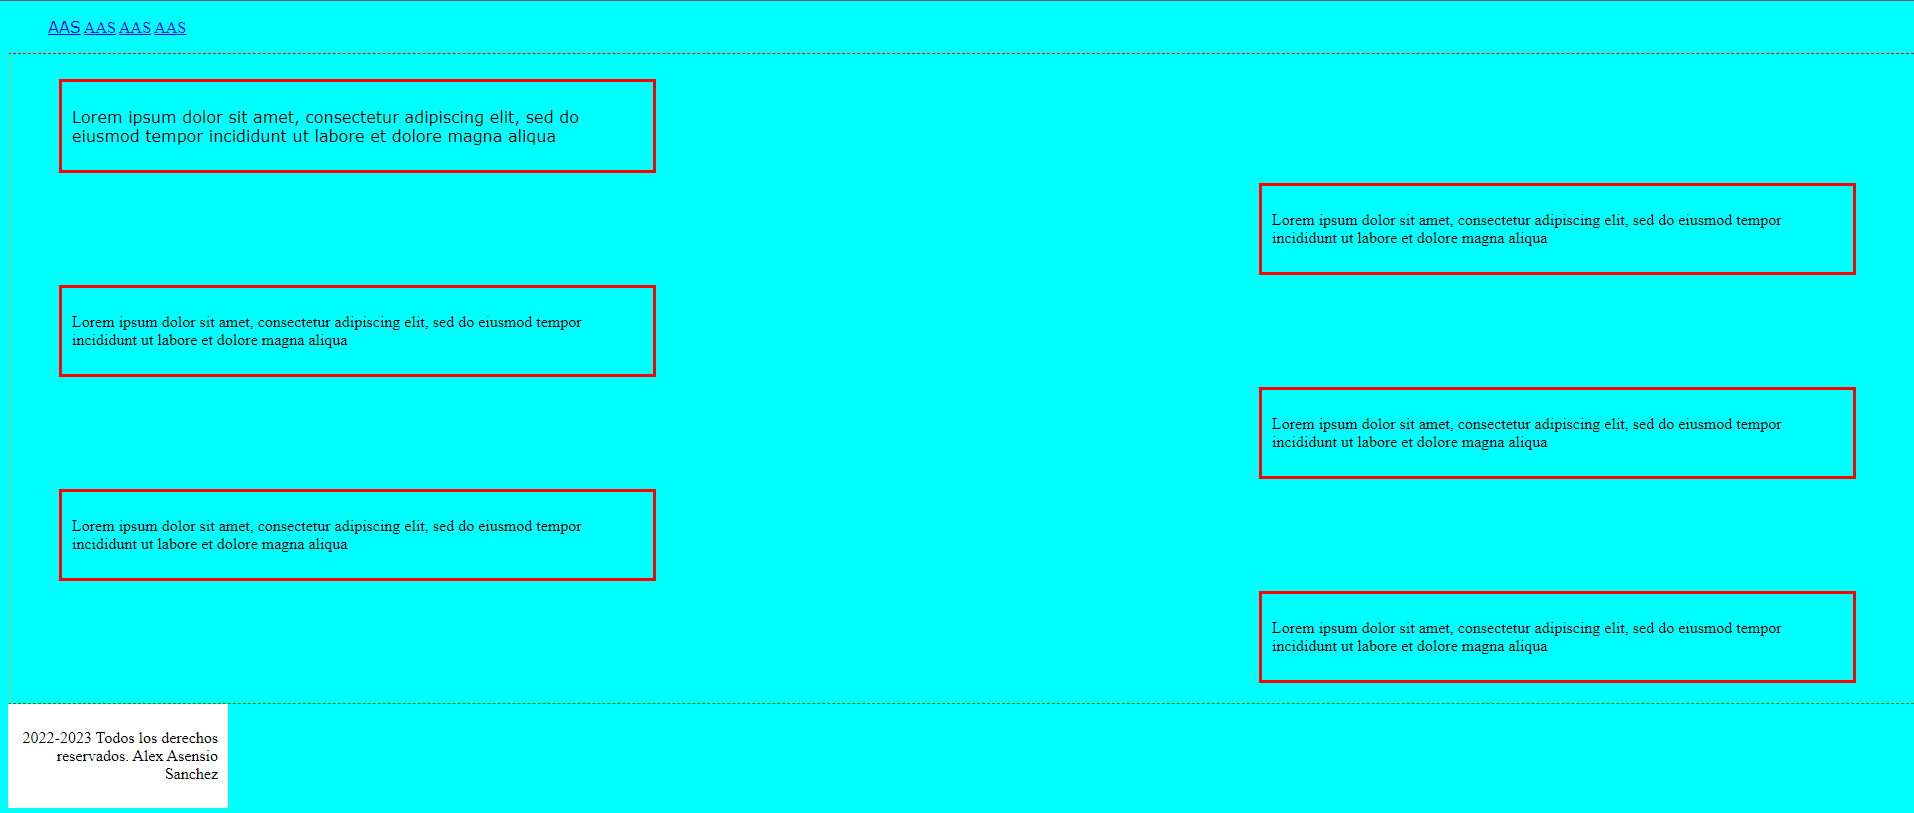 AAS AAS AAS AAS
Lorem ipsum dolor sit amet, consectetur adipiscing elit, sed do
eiusmod tempor incididunt ut labore et dolore magna aliqua
Lorem ipsum dolor sit amet, consectetur adipiscing elit, sed do eiusmod tempor
incididunt ut labore et dolore magna aliqua
Lorem ipsum dolor sit amet, consectetur adipiscing elit, sed do eiusmod tempor
incididunt ut labore et dolore magna aliqua
Lorem ipsum dolor sit amet, consectetur adipiscing elit, sed do eiusmod tempor
incididunt ut labore et dolore magna aliqua
Lorem ipsum dolor sit amet, consectetur adipiscing elit, sed do eiusmod tempor
incididunt ut labore et dolore magna aliqua
Lorem ipsum dolor sit amet, consectetur adipiscing elit, sed do eiusmod tempor
incididunt ut labore et dolore magna aliqua
2022-2023 Todos los derechos
reservados. Alex Asensio
Sanchez